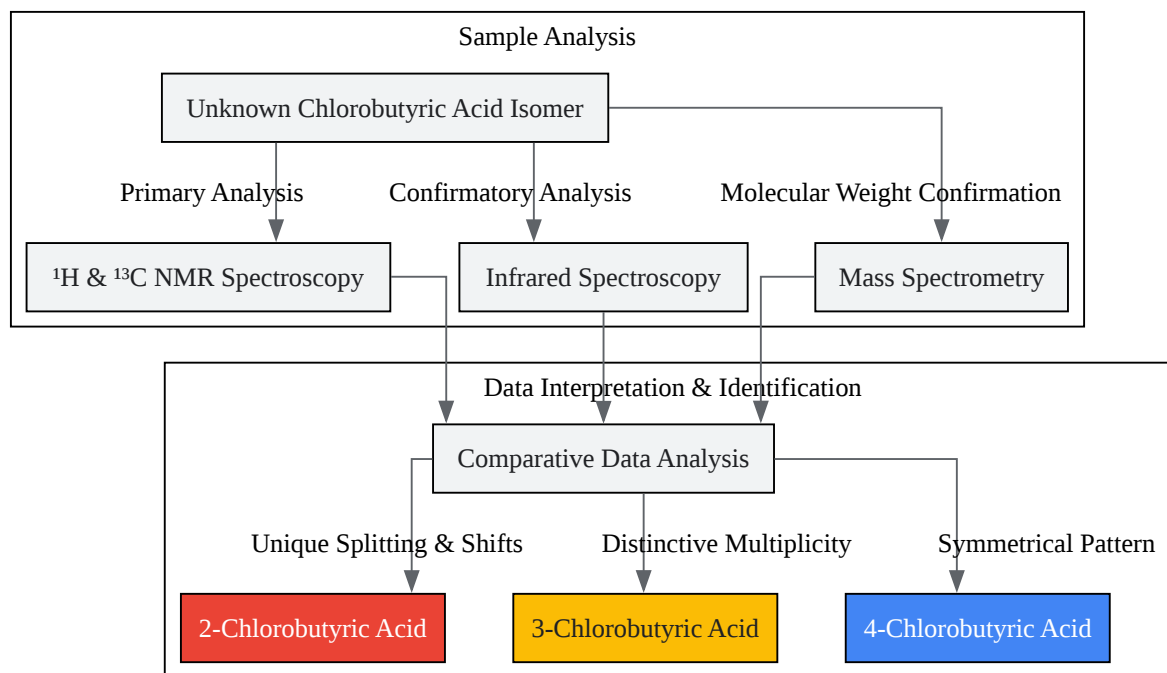 Sample Analysis
Unknown Chlorobutyric Acid Isomer
Primary Analysis
Confirmatory Analysis
Molecular Weight Confirmation
¹H & ¹³C NMR Spectroscopy
Infrared Spectroscopy
Mass Spectrometry
Data Interpretation & Identification
Comparative Data Analysis
Unique Splitting & Shifts
Distinctive Multiplicity
Symmetrical Pattern
2-Chlorobutyric Acid
3-Chlorobutyric Acid
4-Chlorobutyric Acid